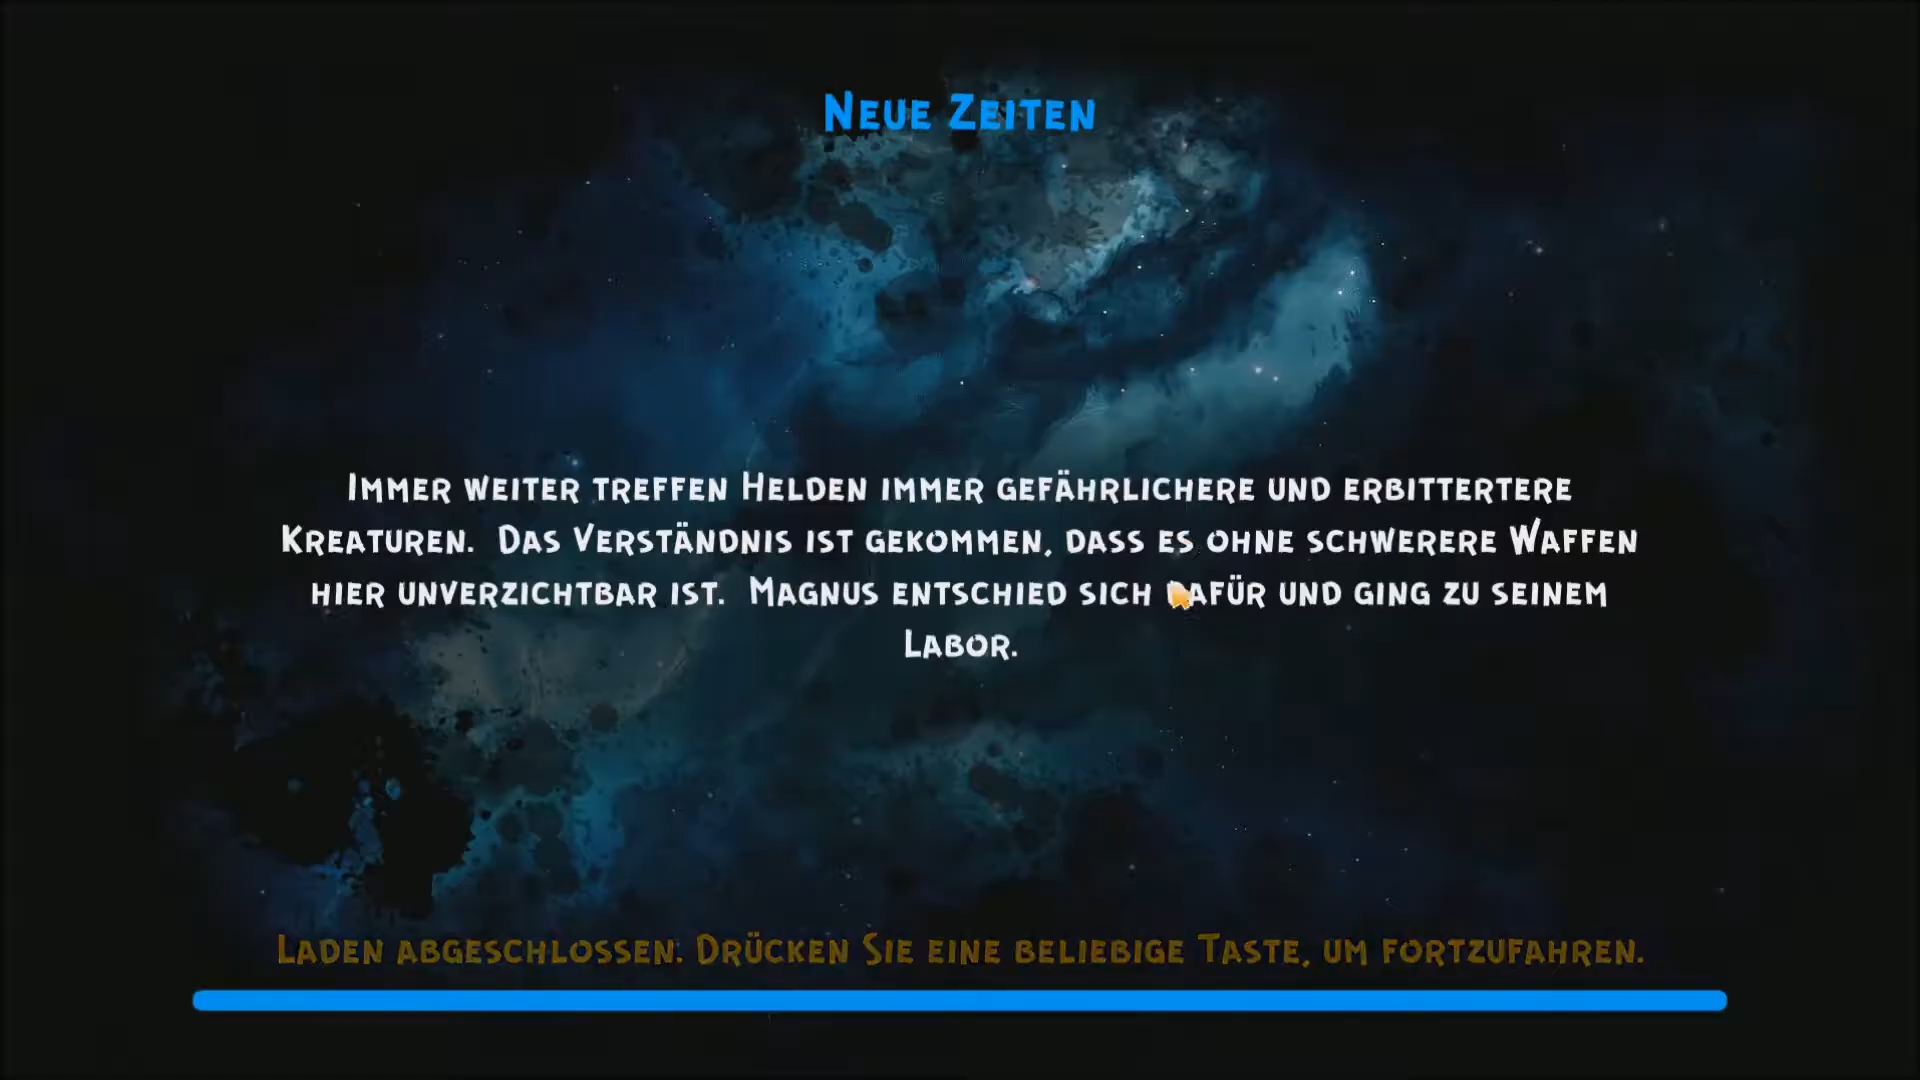 Neue Zeiten
Immer weiter treffen Helden immer gefährlichere und erbittertere
Kreaturen. Das Verständnis ist gekommen, dass es ohne schwerere Waffen
hier unverzichtbar ist. Magnus entschied sich dafür und ging zu seinem
Labor.
Laden abgeschlossen. Drücken Sie eine beliebige Taste, um fortzufahren.